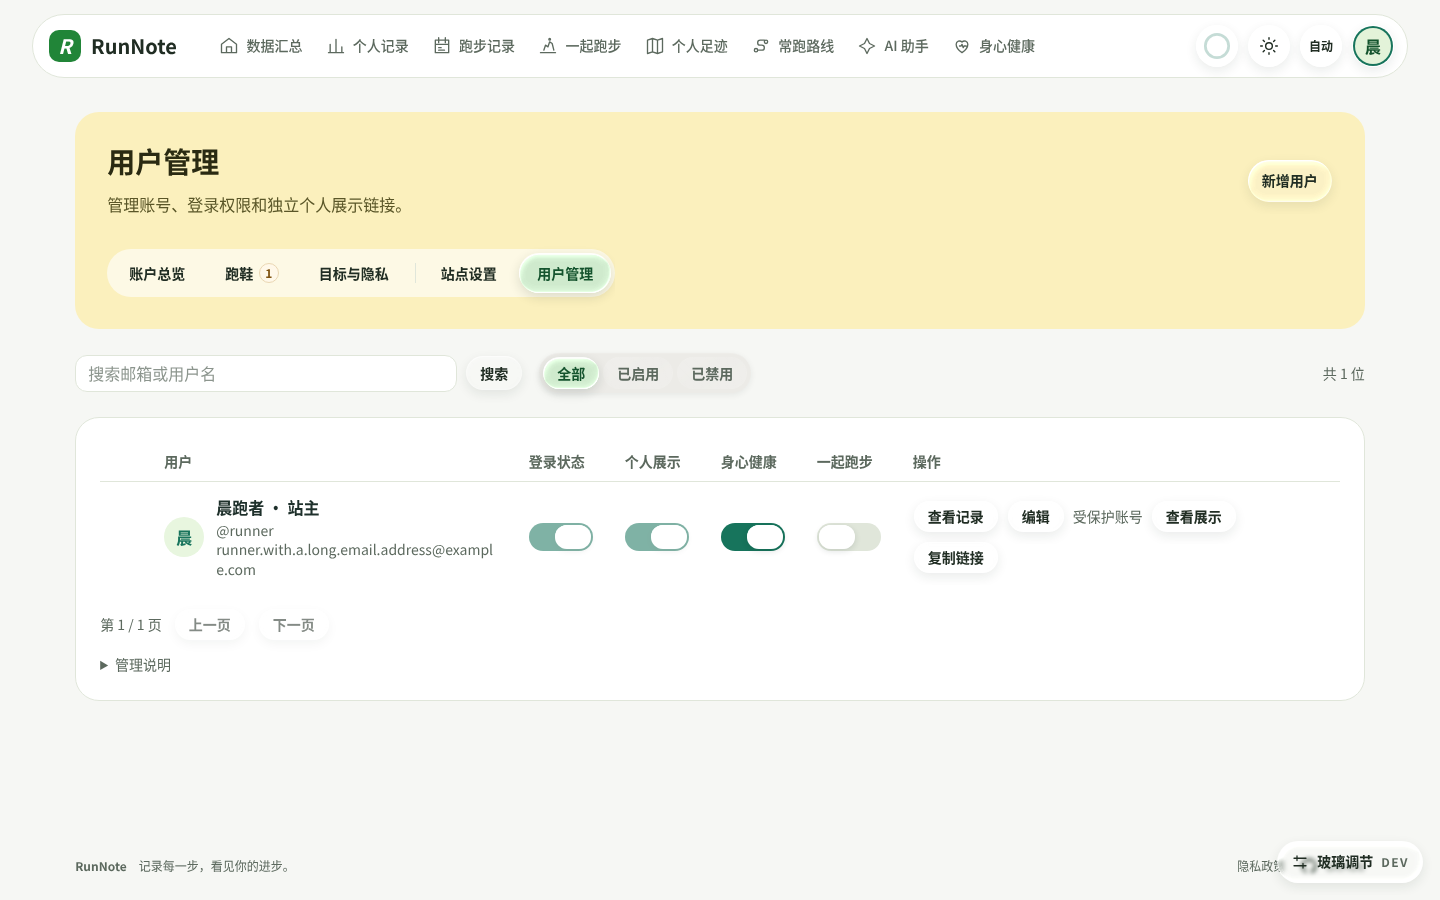 R RunNote 数据汇总 个人记录 跑步记录 一起跑步 个人足迹 常跑路线 AI 助手 身心健康 自动 晨
用户管理
新增用户
管理账号、登录权限和独立个人展示链接。
账户总览 跑鞋 1 目标与隐私 站点设置 用户管理
搜索邮箱或用户名 搜索 全部 已启用 已禁用 共 1 位
用户 登录状态 个人展示 身心健康 一起跑步 操作
晨 晨跑者 · 站主
@runner
runner.with.a.long.email.address@exampl
e.com
查看记录 编辑 受保护账号 查看展示
复制链接
第 1 / 1 页 上一页 下一页
▶ 管理说明
RunNote 记录每一步，看见你的进步。 隐私政 玻璃调节 DEV